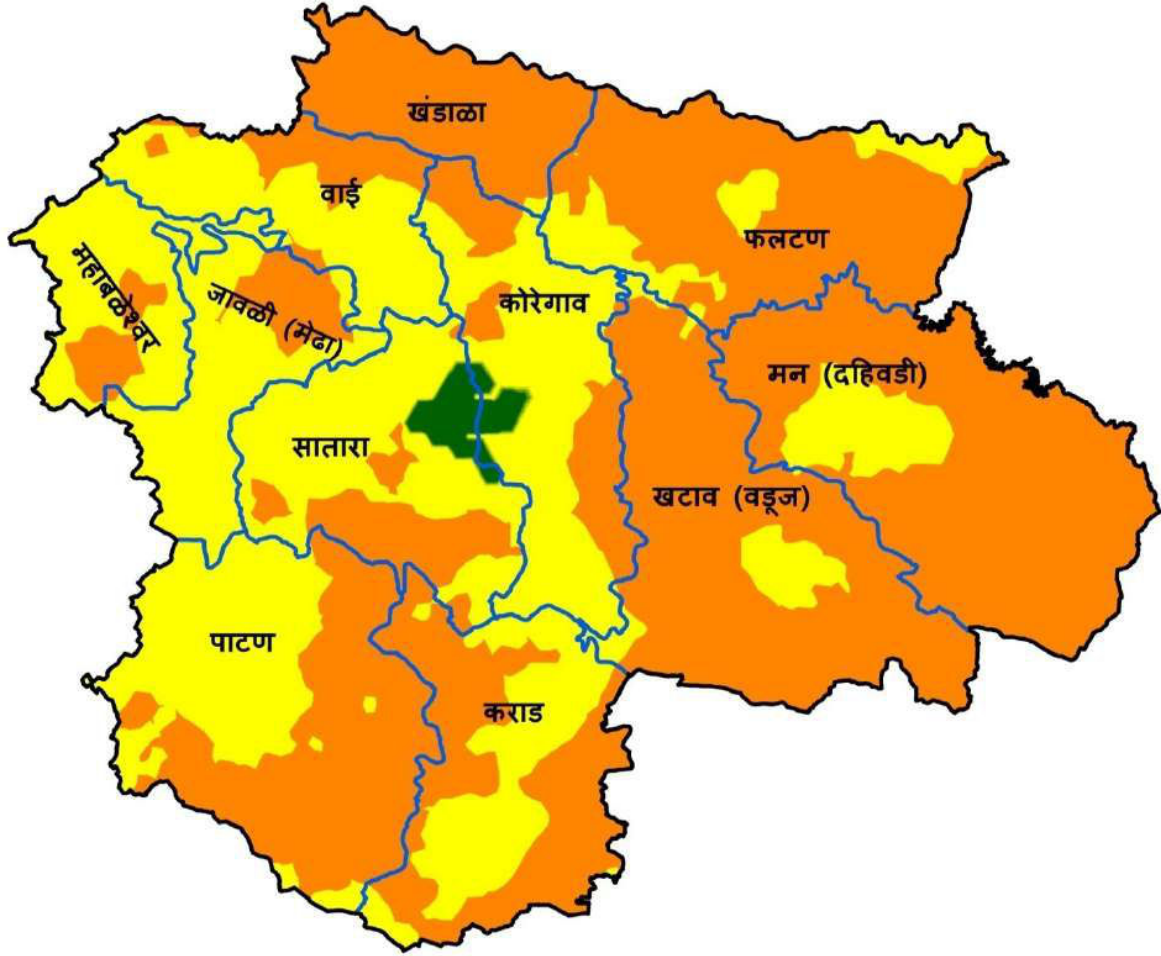 खंडाळा
वाई
फलटण
महाबळेश्वर
जावळी (मेढा)
कोरेगाव
मन (दहिवडी)
सातारा
खटाव (वडूज)
पाटण
कराड